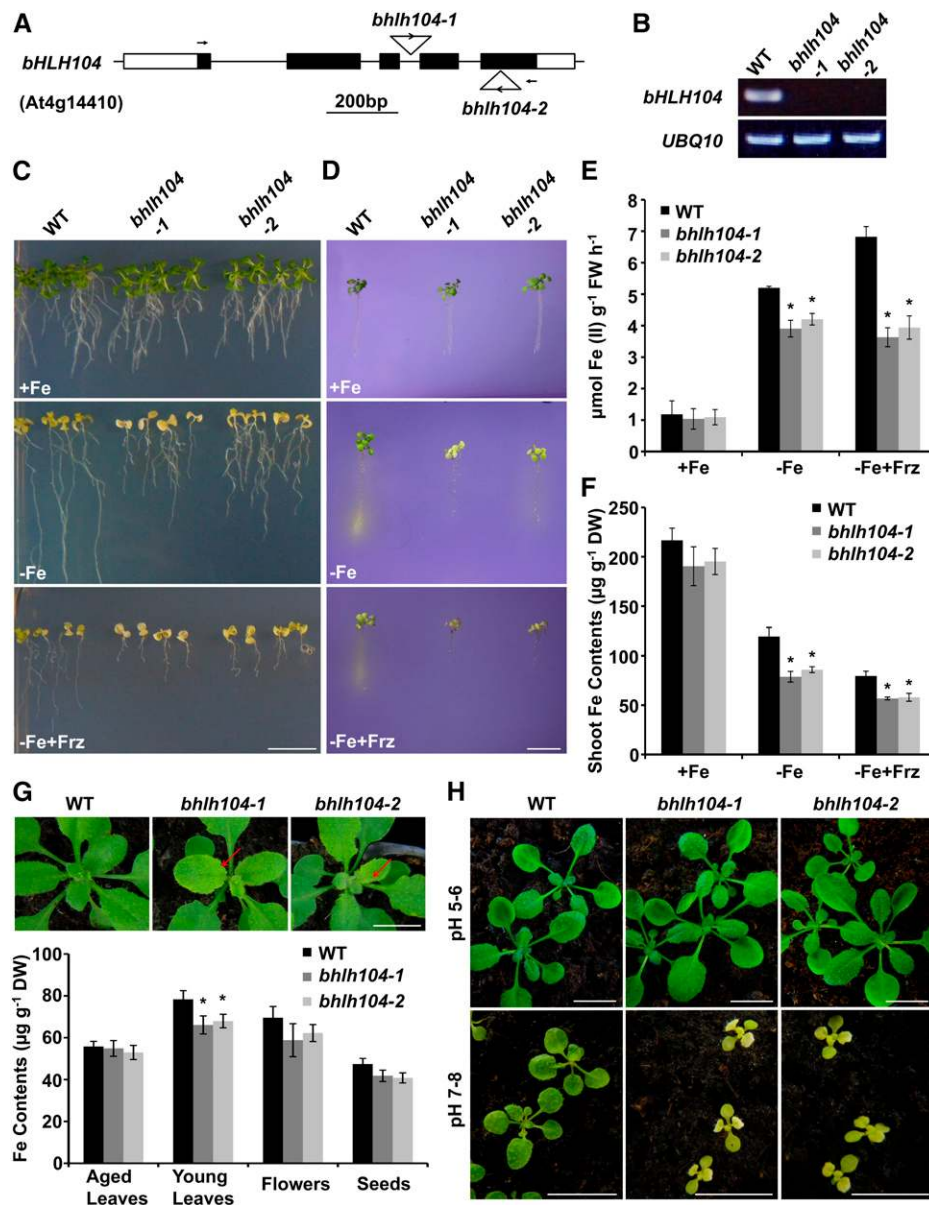 A
bhlh104-1
bHLH104
(At4g14410)
200bp
bhlh104-2
B
WT
bhlh104
-1
bhlh104
-2
bHLH104
UBQ10
C
WT
bhlh104
-1
bhlh104
-2
+Fe
-Fe
-Fe+Frz
D
WT
bhlh104
-1
bhlh104
-2
+Fe
-Fe
-Fe+Frz
E
µmol Fe (II) g-1 FW h-1
8
7
6
5
4
3
2
1
0
WT
bhlh104-1
bhlh104-2
* *
* *
+Fe -Fe -Fe+Frz
F
Shoot Fe Contents (µg g-1 DW)
250
200
150
100
50
0
WT
bhlh104-1
bhlh104-2
* *
* *
+Fe -Fe -Fe+Frz
G
WT bhlh104-1 bhlh104-2
Fe Contents (µg g-1 DW)
100
80
60
40
20
0
WT
bhlh104-1
bhlh104-2
* *
Aged Leaves
Young Leaves
Flowers
Seeds
H
WT bhlh104-1 bhlh104-2
pH 5-6
pH 7-8